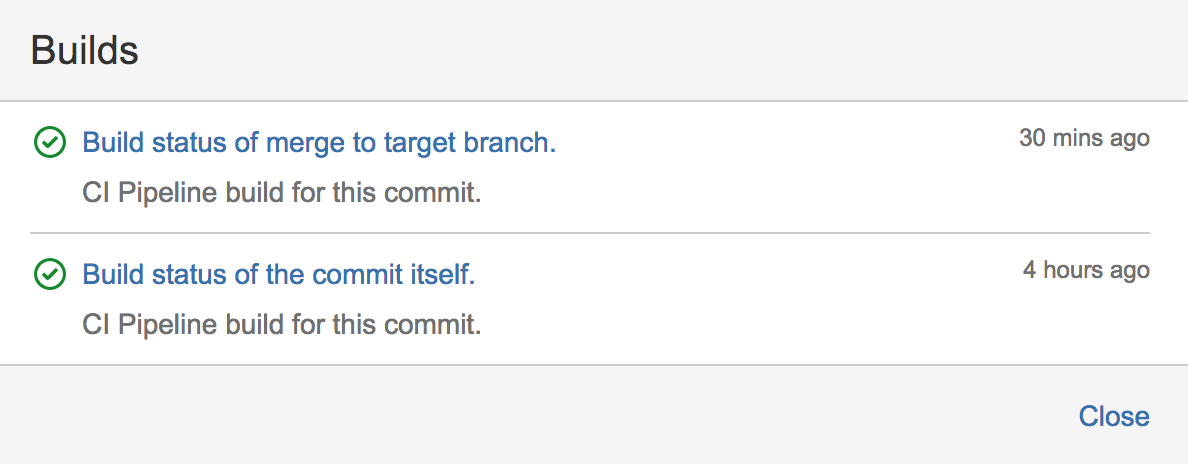 Builds
Build status of merge to target branch.
30 mins ago
CI Pipeline build for this commit.
Build status of the commit itself.
4 hours ago
CI Pipeline build for this commit.
Close